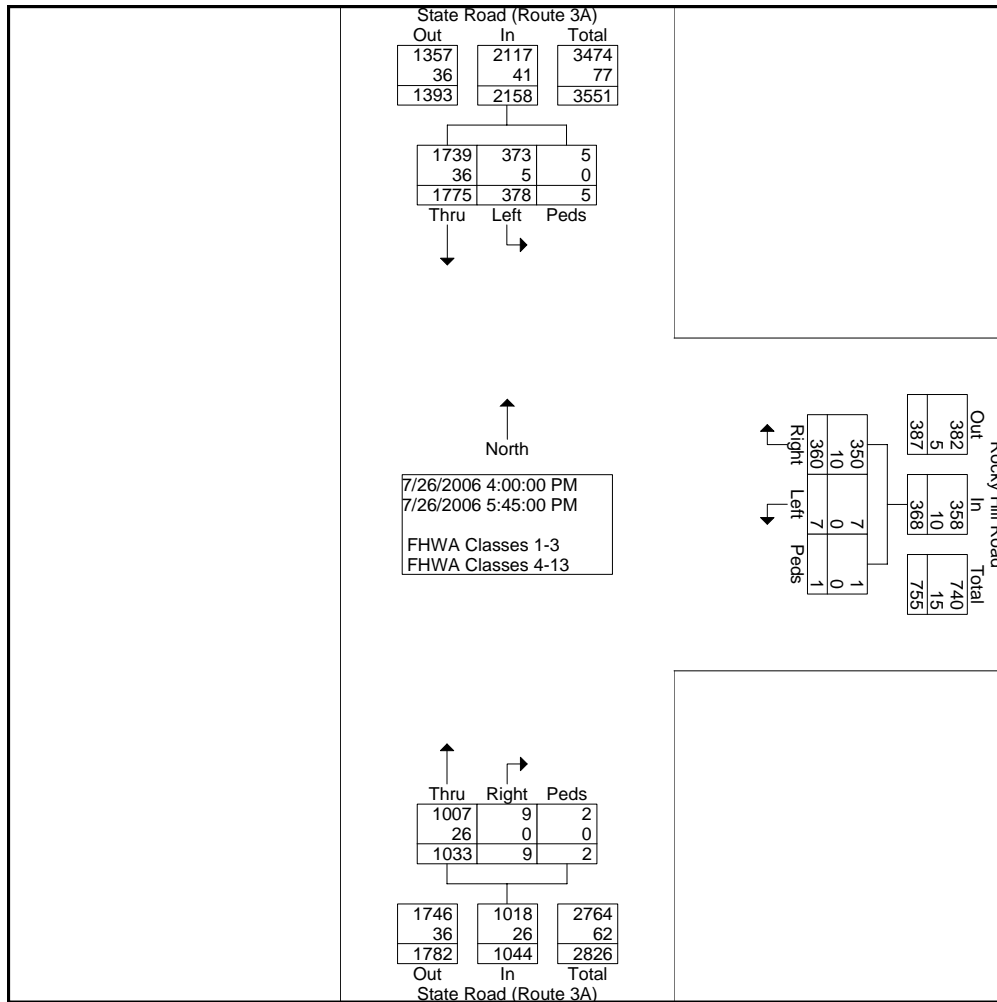 State Road (Route 3A)
Out In Total
1357 2117 3474
36 41 77
1393 2158 3551
1739 373 5
36 5 0
1775 378 5
Thru Left Peds
North
7/26/2006 4:00:00 PM
7/26/2006 5:45:00 PM
FHWA Classes 1-3
FHWA Classes 4-13
Rocky Hill Road
Out In Total
382 358 740
5 10 15
387 368 755
350 7 1
10 0 0
360 7 1
Right Left Peds
Thru Right Peds
1007 9 2
26 0 0
1033 9 2
1746 1018 2764
36 26 62
1782 1044 2826
Out In Total
State Road (Route 3A)